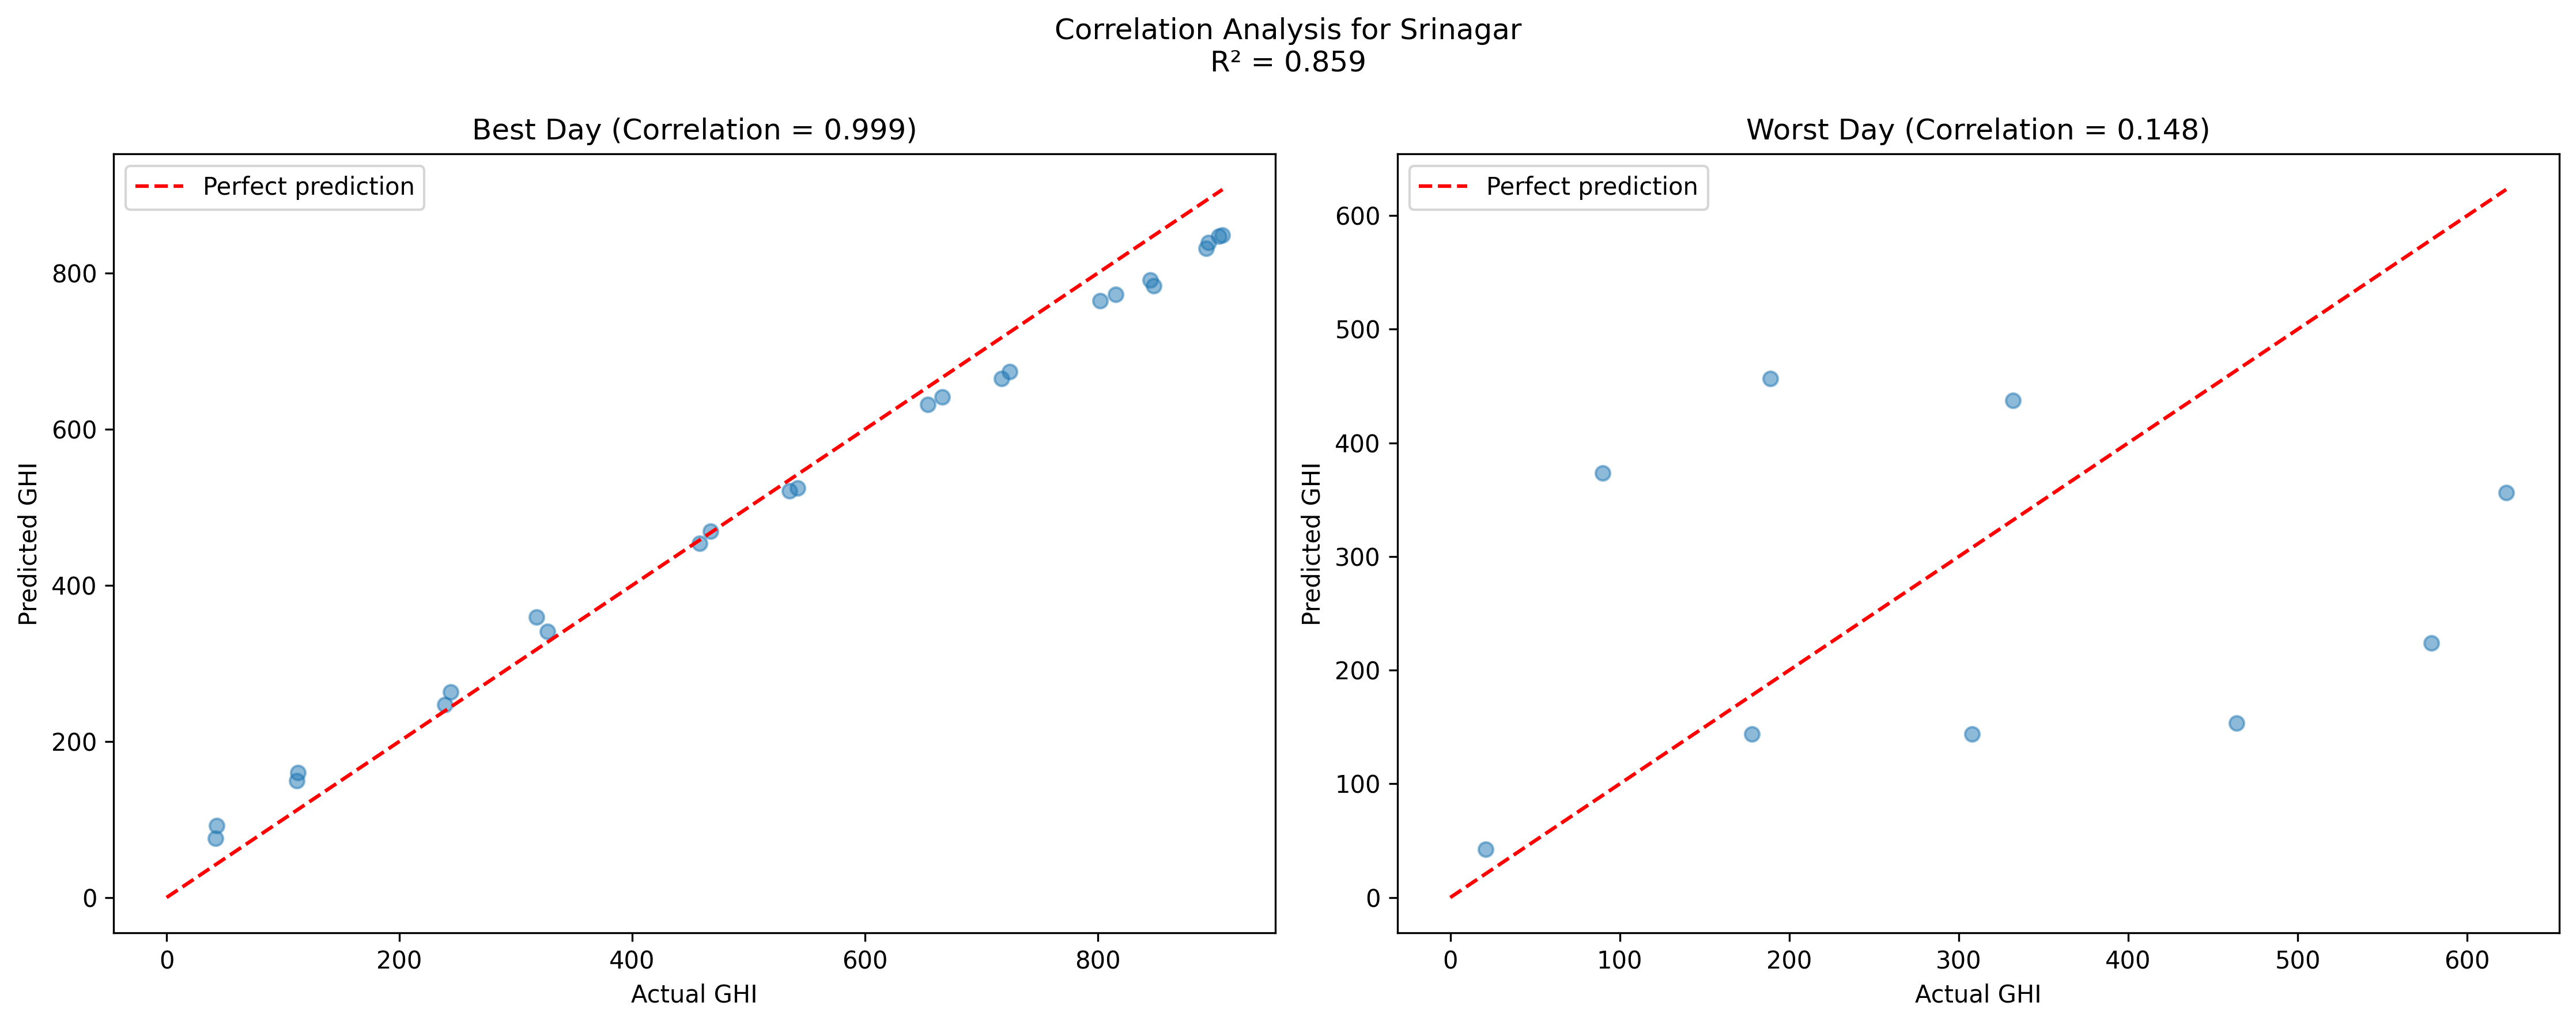 Correlation Analysis for Srinagar
R² = 0.859
Best Day (Correlation = 0.999)
Perfect prediction
800
600
400
200
0
Predicted GHI
0 200 400 600 800
Actual GHI
Worst Day (Correlation = 0.148)
Perfect prediction
600
500
400
300
200
100
0
Predicted GHI
0 100 200 300 400 500 600
Actual GHI